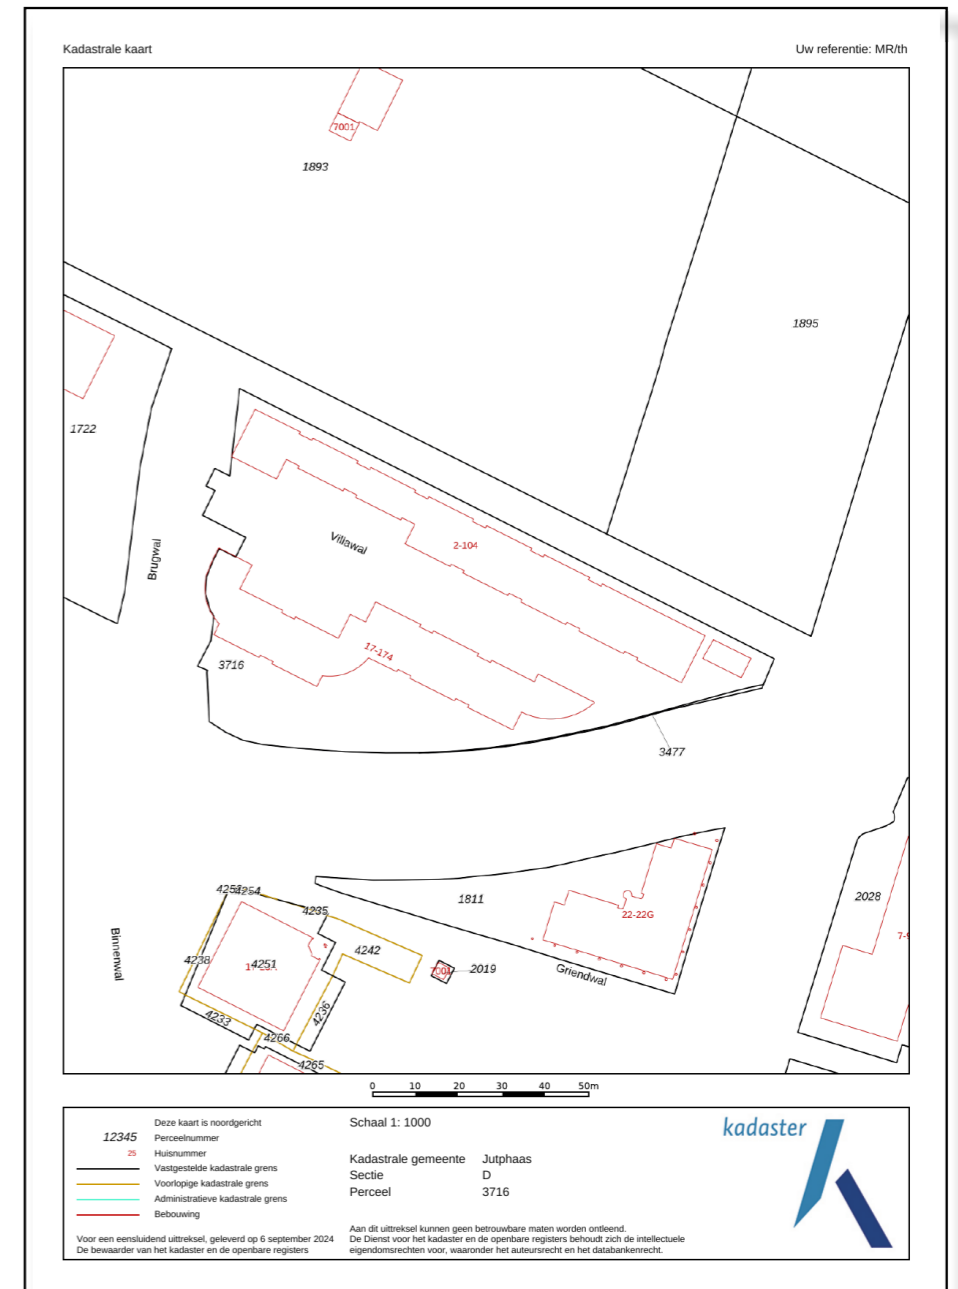 Kadastrale kaart
Uw referentie: MR/th
7001
1893
1895
1722
Villawal
2-104
Brugwal
17-174
3716
3477
4254
4235
1811
22-22G
2028
Binnenwal
4242
4238
4251
7001
2019
Griendwal
4233
4236
4266
4265
0 10 20 30 40 50m
Deze kaart is noordgericht
12345 Perceelnummer
25 Huisnummer
Vastgestelde kadastrale grens
Voorlopige kadastrale grens
Administratieve kadastrale grens
Bebouwing
Voor een eensluidend uittreksel, geleverd op 6 september 2024
De bewaarder van het kadaster en de openbare registers
Schaal 1: 1000
Kadastrale gemeente Jutphaas
Sectie D
Perceel 3716
Aan dit uittreksel kunnen geen betrouwbare maten worden ontleend.
De Dienst voor het kadaster en de openbare registers behoudt zich de intellectuele
eigendomsrechten voor, waaronder het auteursrecht en het databankenrecht.
kadaster